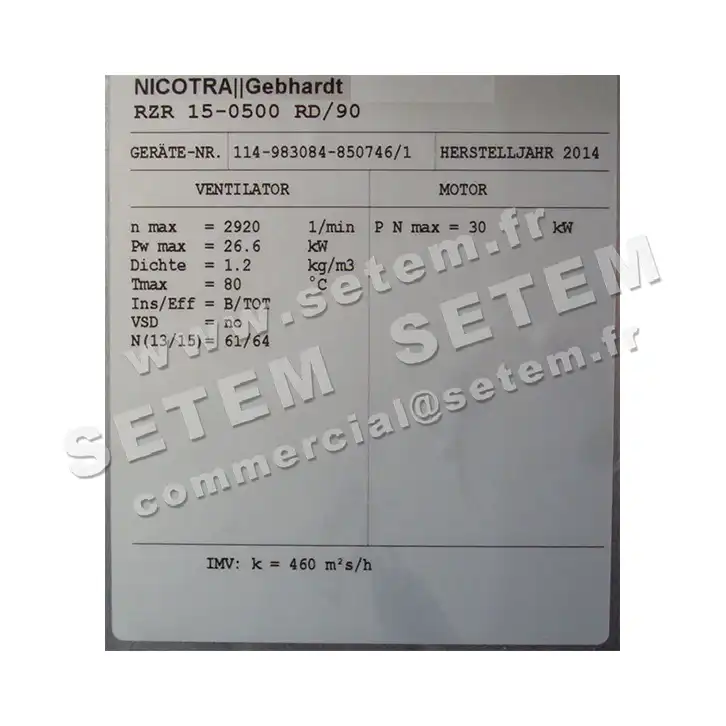 NICOTRA||Gebhardt
RZR 15-0500 RD/90
GERÄTE-NR. 114-983084-850746/1 HERSTELLJAHR 2014
VENTILATOR MOTOR
n max = 2920 1/min P N max = 30 kW
Pw max = 26.6 kW
Dichte = 1.2 kg/m3
Tmax = 80 °C
Ins/Eff = B/TOT
VSD = no
N(13/15)= 61/64
www.setem.fr
SETEM SETEM
commercial@setem.fr
IMV: k = 460 m²s/h